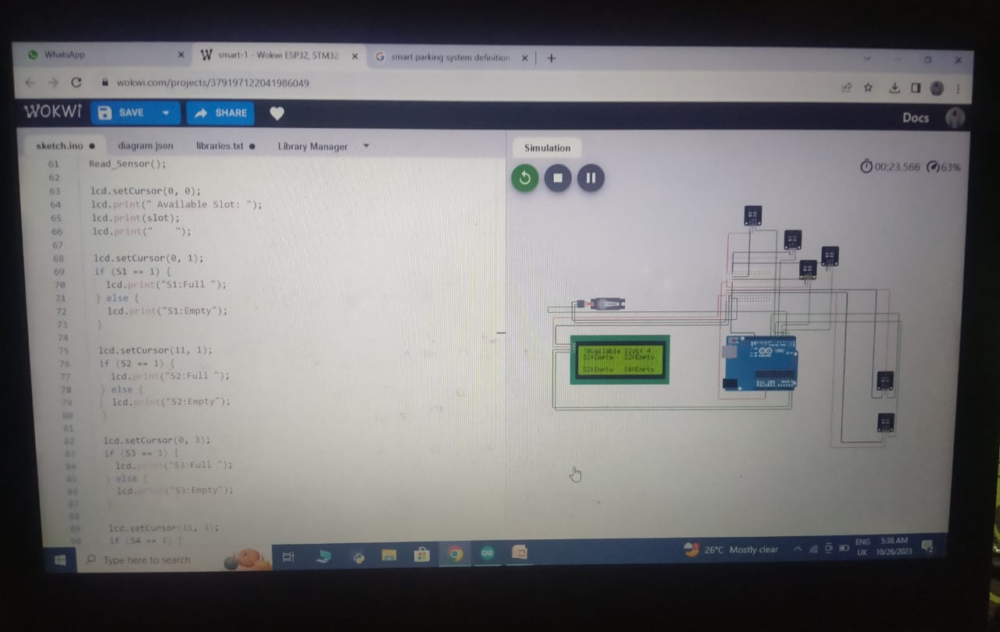 WhatsApp
smart-1 - Wokwi ESP32, STM32
smart parking system definition
wokwi.com/projects/379197122041986049
WOKWI
SAVE
SHARE
Docs
sketch.ino ●
diagram.json
libraries.txt ●
Library Manager
Simulation
00:23.566
63%
61 Read_Sensor();
62
63 lcd.setCursor(0, 0);
64 lcd.print(" Available Slot: ");
65 lcd.print(slot);
66 lcd.print("    ");
67
68 lcd.setCursor(0, 1);
69 if (S1 == 1) {
70 lcd.print("S1:Full ");
71 } else {
72 lcd.print("S1:Empty");
73 }
74
75 lcd.setCursor(11, 1);
76 if (S2 == 1) {
77 lcd.print("S2:Full ");
78 } else {
79 lcd.print("S2:Empty");
80 }
81
82 lcd.setCursor(0, 3);
83 if (S3 == 1) {
84 lcd.print("S3:Full ");
85 } else {
86 lcd.print("S3:Empty");
87 }
88
89 lcd.setCursor(11, 3);
90 if (S4 == 1) {
Available Slot: 4
S1:Empty S2:Empty
S3:Empty S4:Empty
UNO
Type here to search
26°C Mostly clear
ENG
UK
5:38 AM
10/26/2023